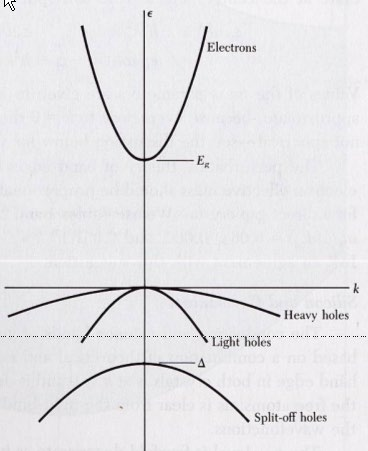 ϵ
Electrons
E_g
k
Heavy holes
Light holes
Δ
Split-off holes